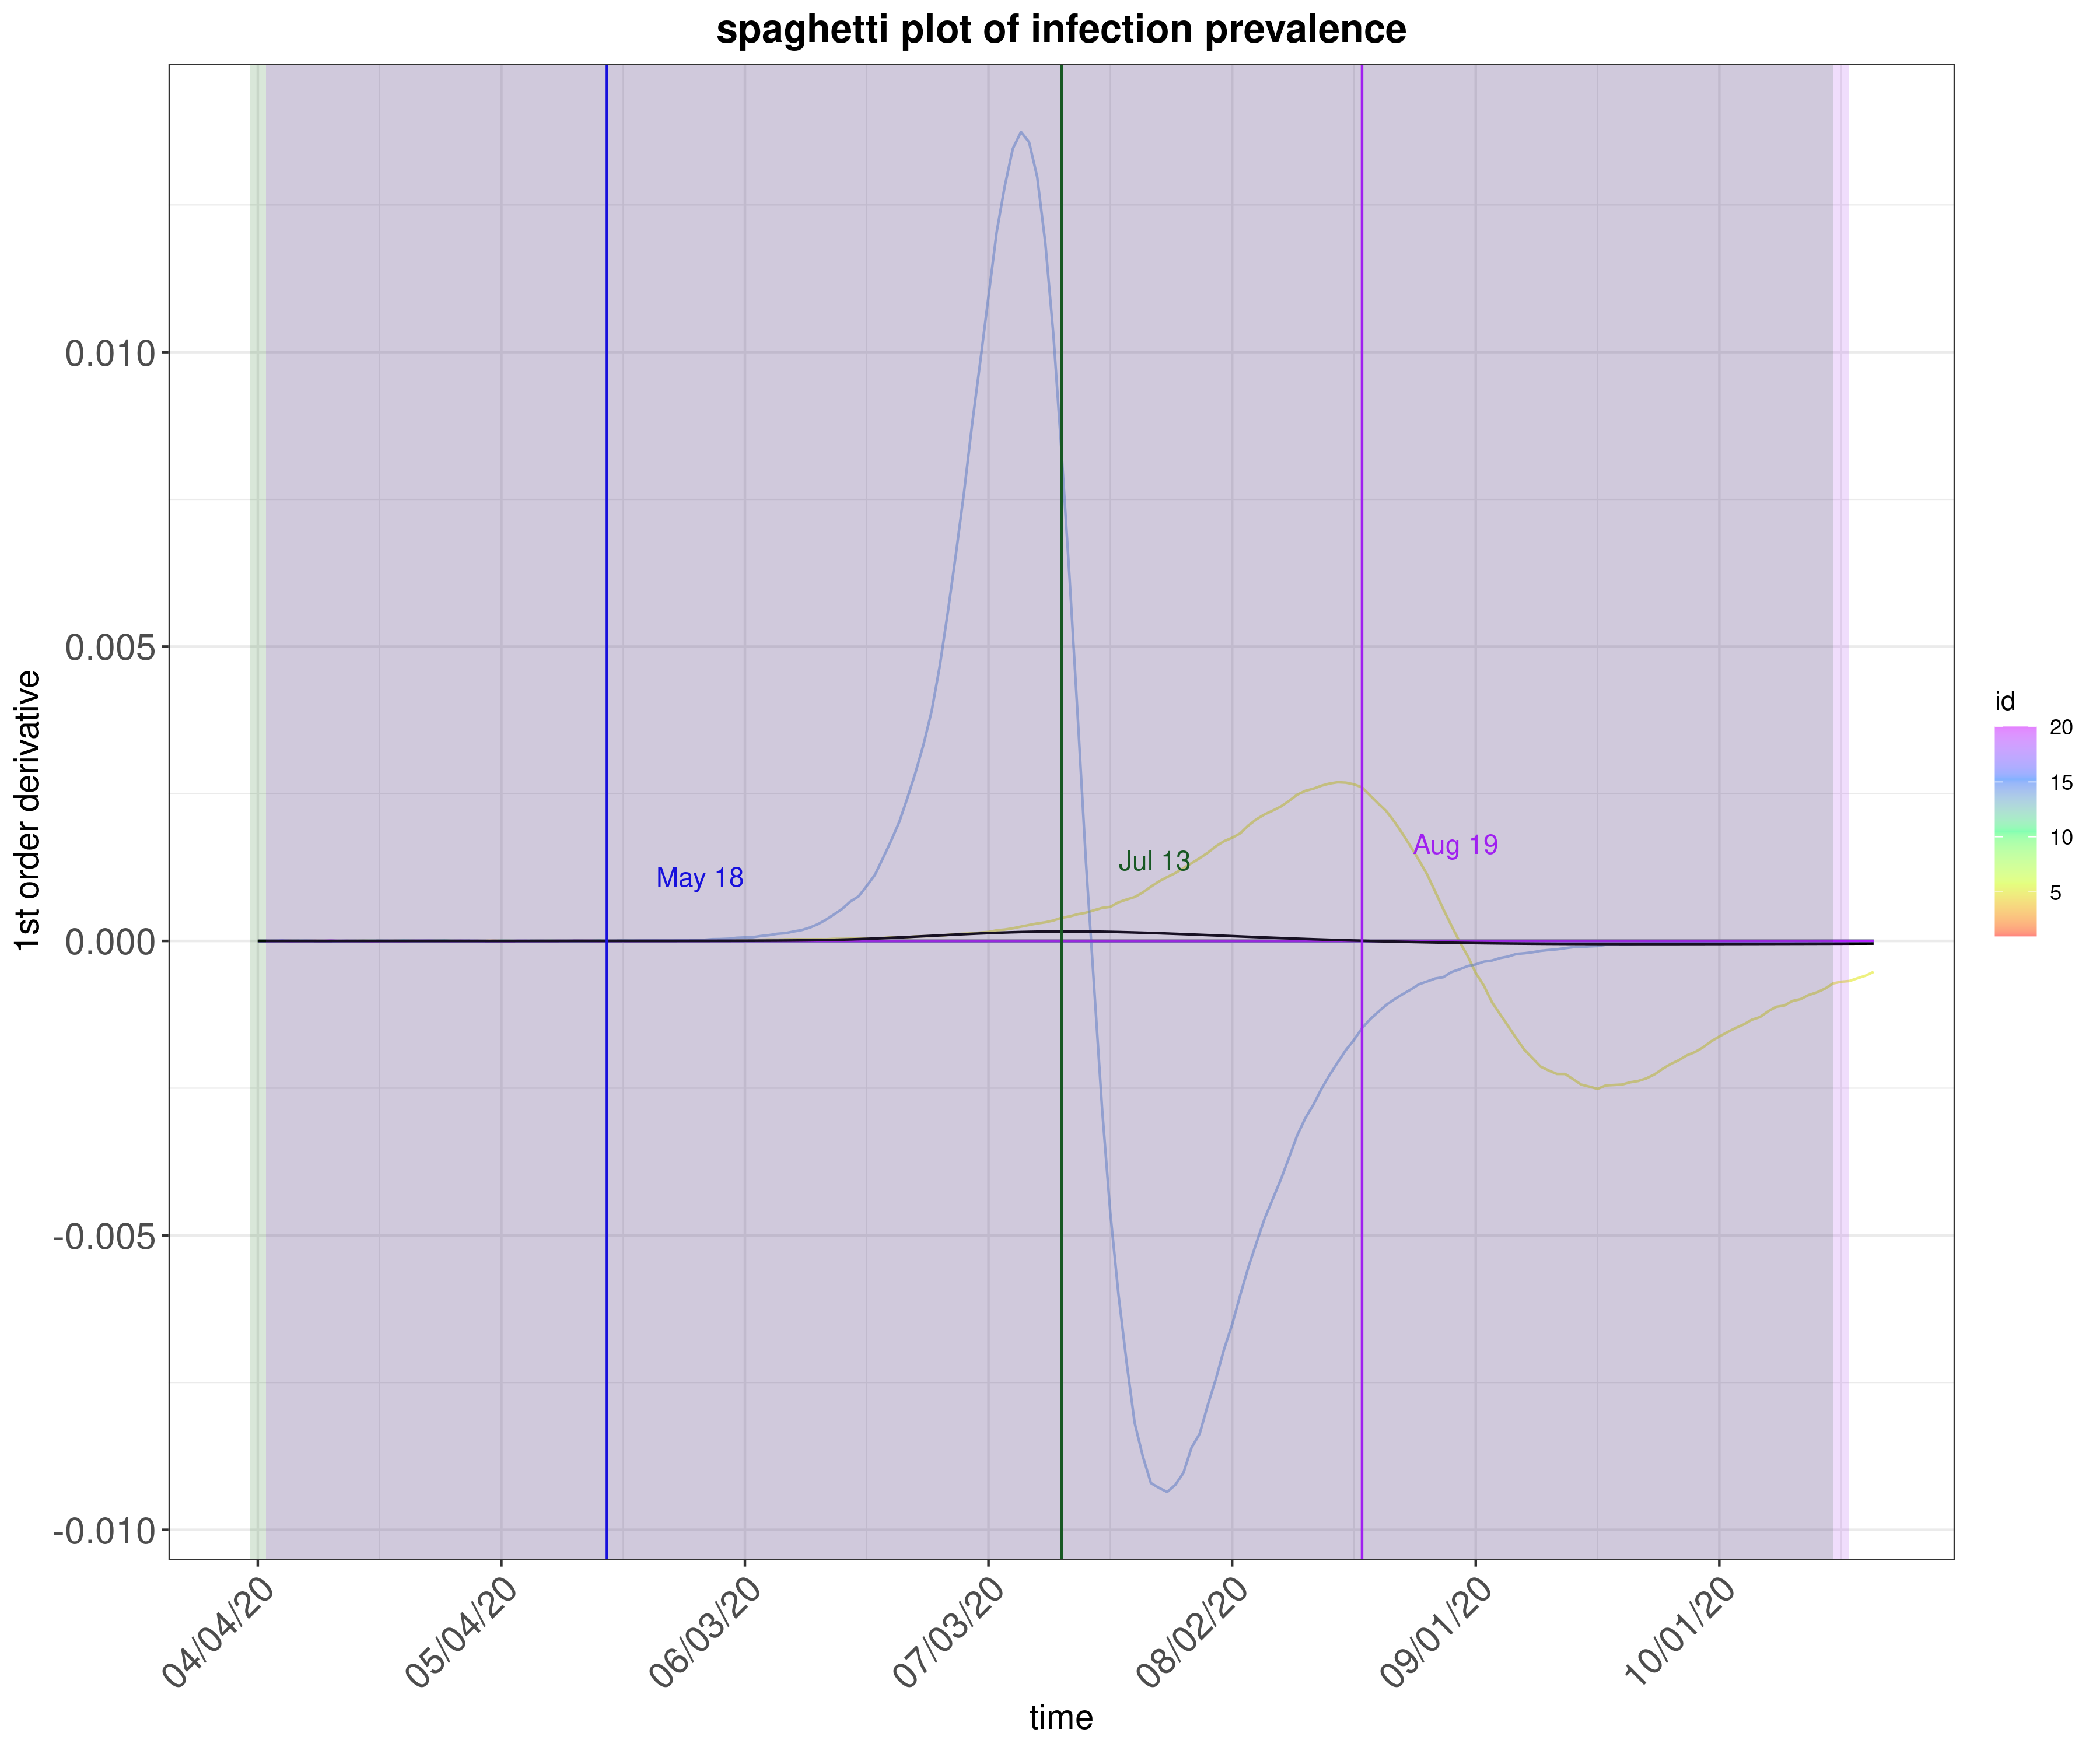 spaghetti plot of infection prevalence
1st order derivative
0.010
0.005
0.000
-0.005
-0.010
May 18
Jul 13
Aug 19
04/04/20
05/04/20
06/03/20
07/03/20
08/02/20
09/01/20
10/01/20
time
id
20
15
10
5